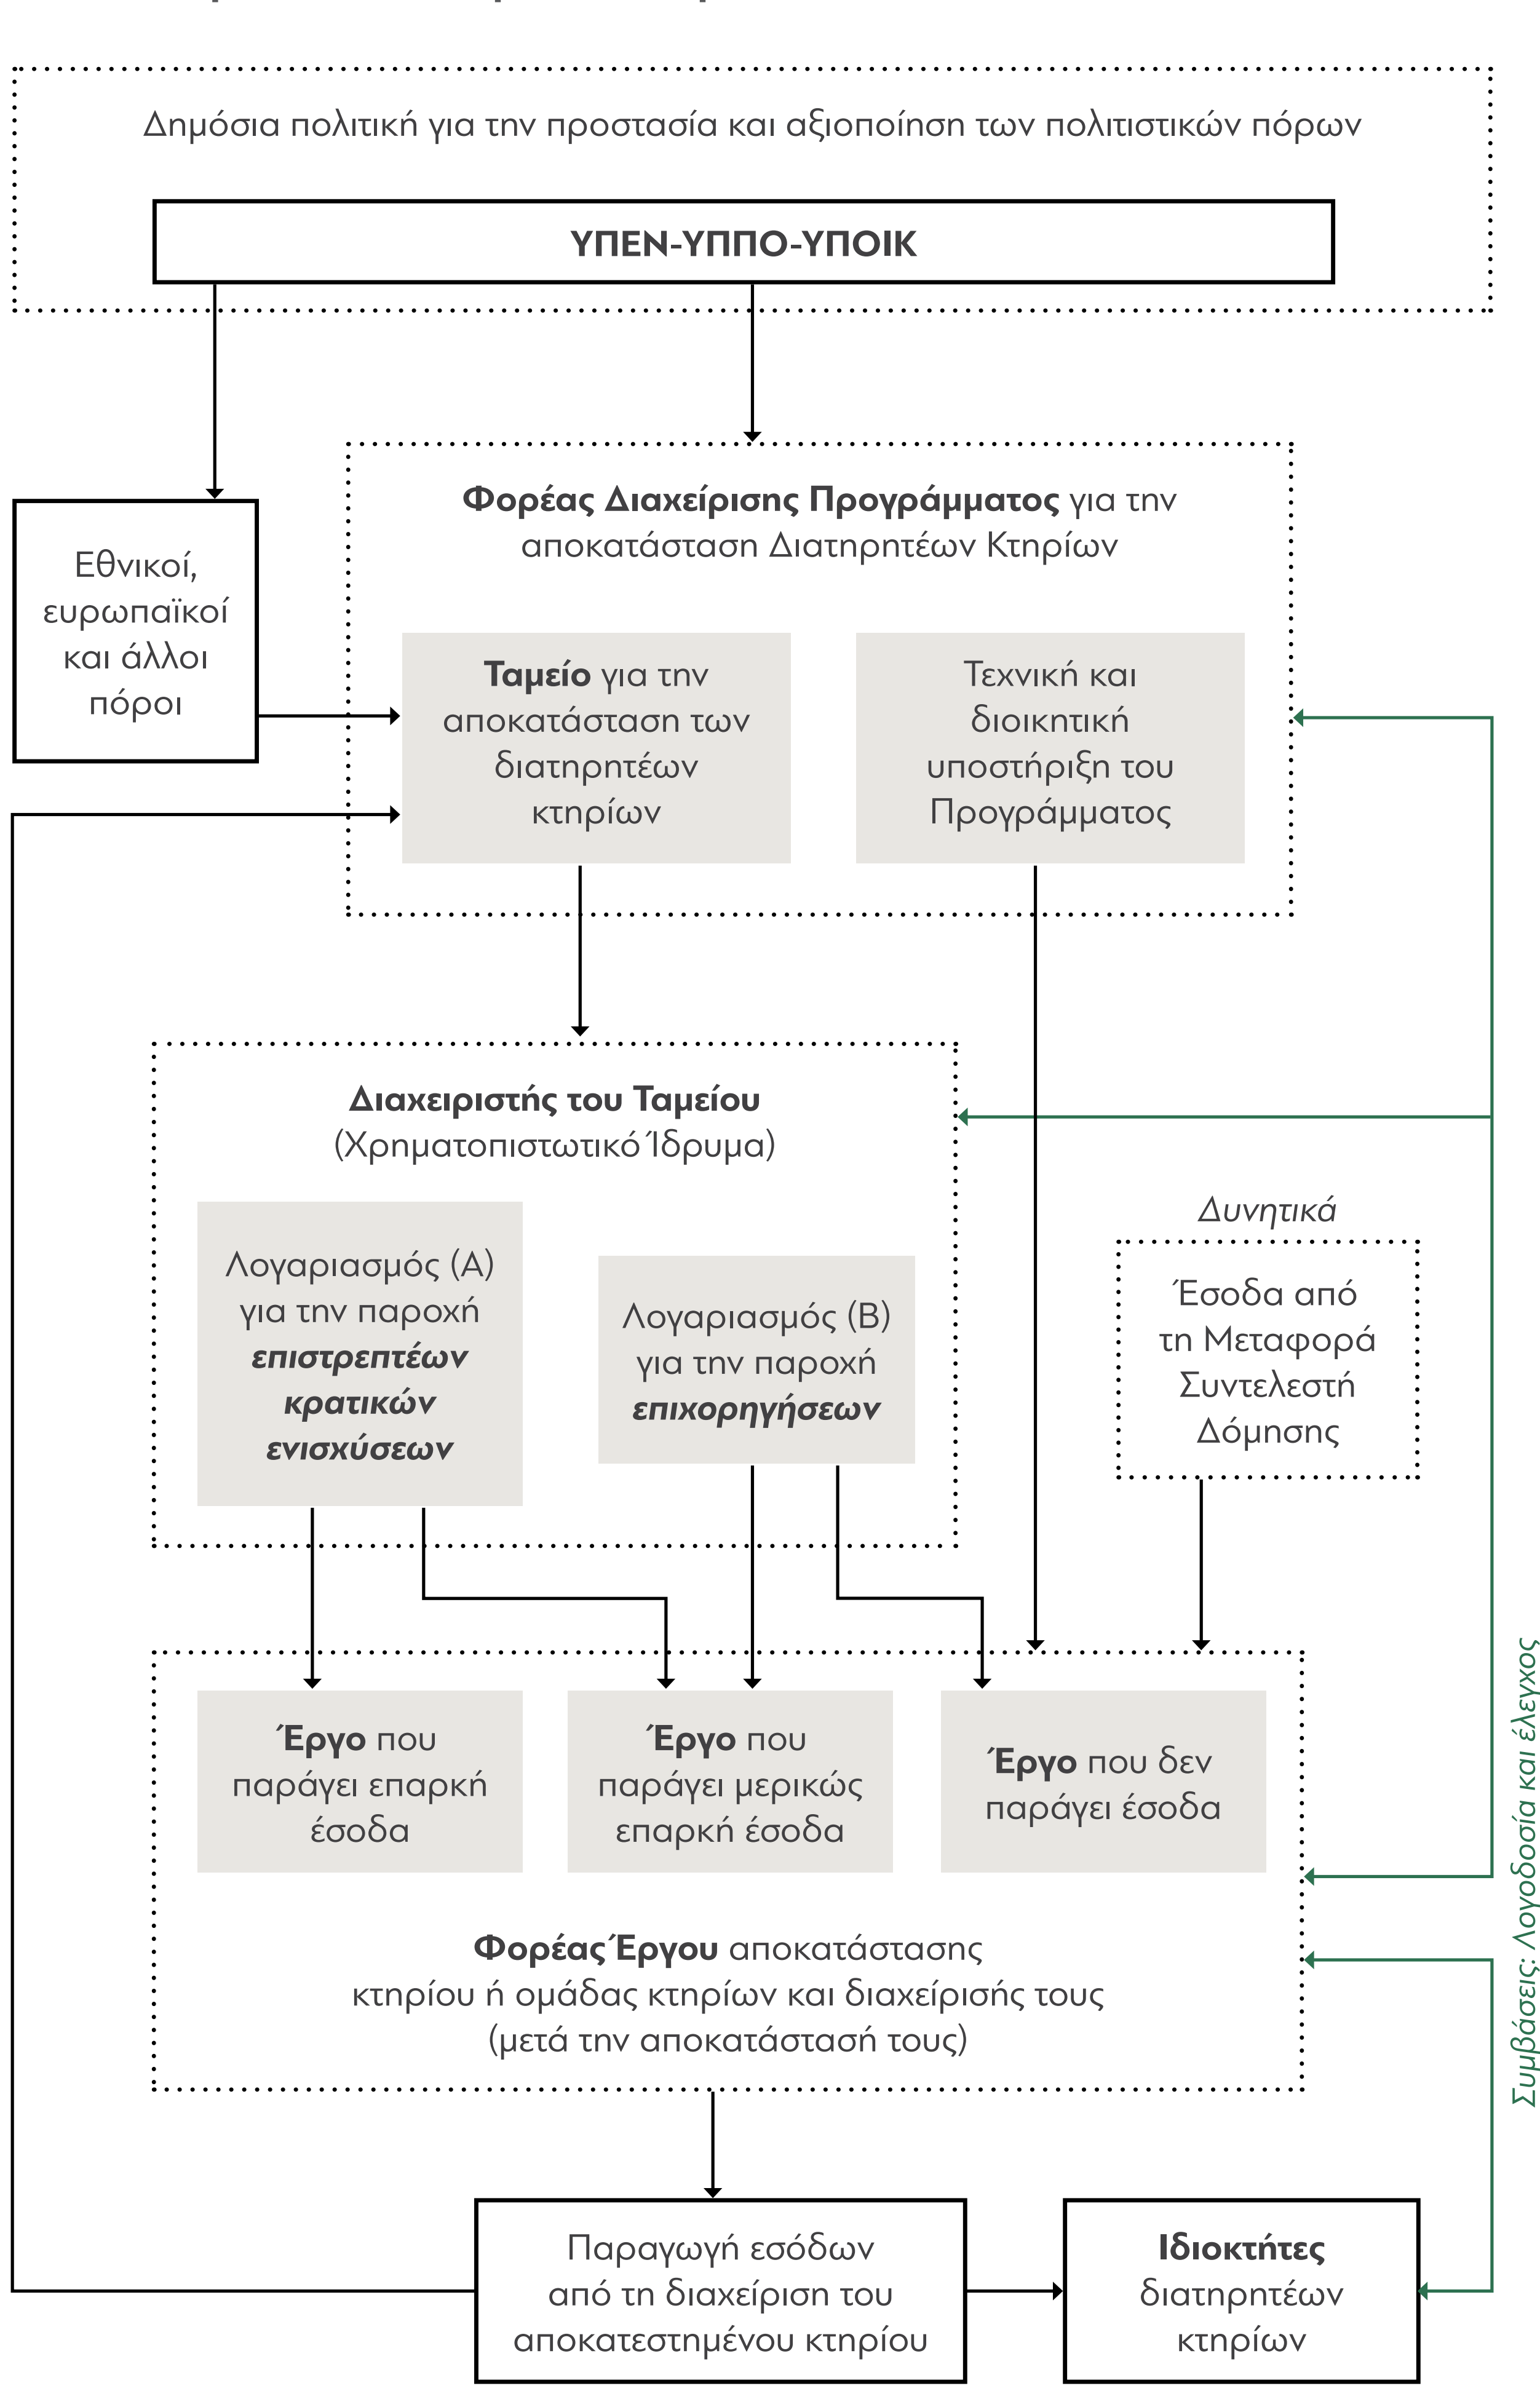 Δημόσια πολιτική για την προστασία και αξιοποίηση των πολιτιστικών πόρων
ΥΠΕΝ-ΥΠΠΟ-ΥΠΟΙΚ
Φορέας Διαχείρισης Προγράμματος για την
αποκατάσταση Διατηρητέων Κτηρίων
Εθνικοί,
ευρωπαϊκοί
και άλλοι
πόροι
Ταμείο για την
αποκατάσταση των
διατηρητέων
κτηρίων
Τεχνική και
διοικητική
υποστήριξη του
Προγράμματος
Διαχειριστής του Ταμείου
(Χρηματοπιστωτικό Ίδρυμα)
Λογαριασμός (Α)
για την παροχή
επιστρεπτέων
κρατικών
ενισχύσεων
Λογαριασμός (Β)
για την παροχή
επιχορηγήσεων
Δυνητικά
Έσοδα από
τη Μεταφορά
Συντελεστή
Δόμησης
Έργο που
παράγει επαρκή
έσοδα
Έργο που
παράγει μερικώς
επαρκή έσοδα
Έργο που δεν
παράγει έσοδα
Φορέας Έργου αποκατάστασης
κτηρίου ή ομάδας κτηρίων και διαχείρισής τους
(μετά την αποκατάστασή τους)
Συμβάσεις: Λογοδοσία και έλεγχος
Παραγωγή εσόδων
από τη διαχείριση του
αποκατεστημένου κτηρίου
Ιδιοκτήτες
διατηρητέων
κτηρίων